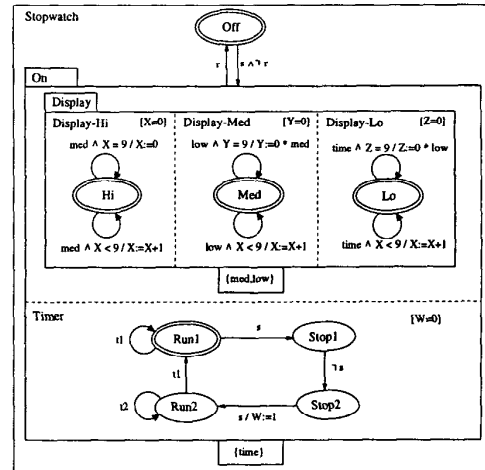 Stopwatch
Off
r
s ∧ ¬ r
On
Display
Display-Hi [X=0]
Display-Med [Y=0]
Display-Lo [Z=0]
med ∧ X = 9 / X:=0
low ∧ Y = 9 / Y:=0 * med
time ∧ Z = 9 / Z:=0 * low
Hi
Med
Lo
med ∧ X < 9 / X:=X+1
low ∧ X < 9 / X:=X+1
time ∧ X < 9 / X:=X+1
{med,low}
Timer [W=0]
t1
Run1
s
Stop1
t1
¬ s
t2
Run2
s / W:=1
Stop2
{time}